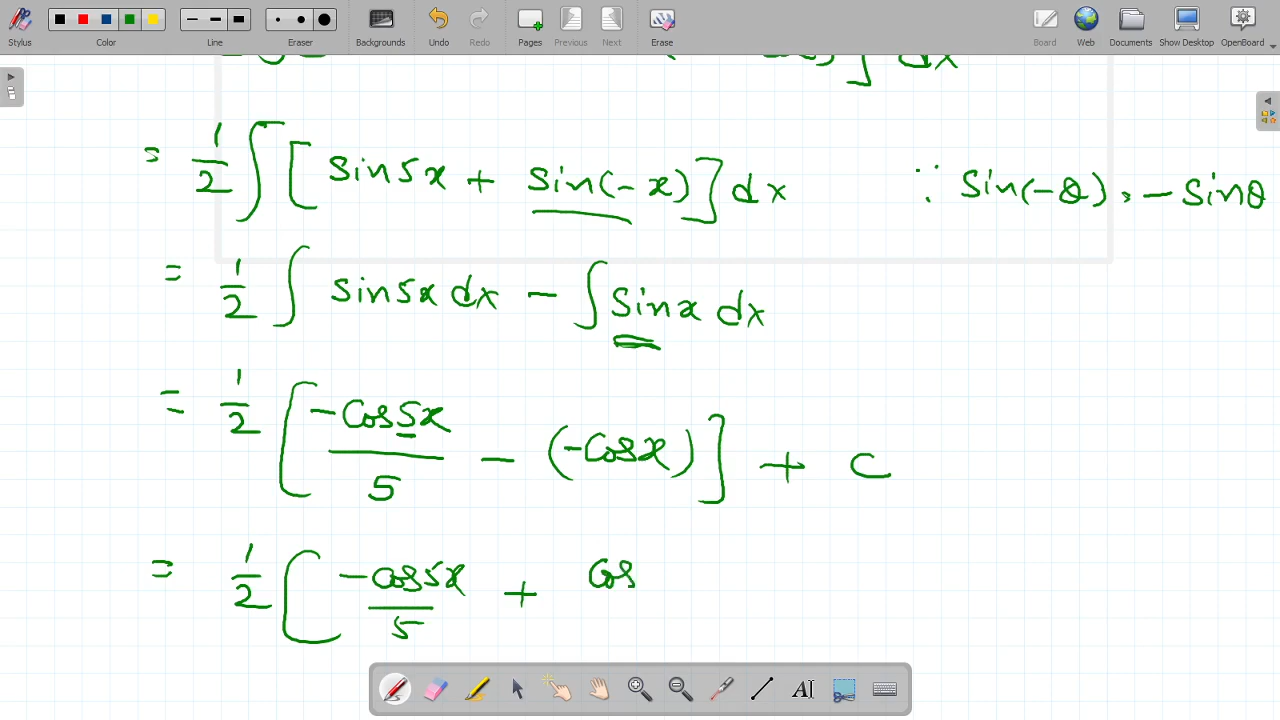 Stylus Color Line Eraser Backgrounds Undo Redo Pages Previous Next Erase Board Web Documents Show Desktop OpenBoard
] dx
= 1/2 ∫ [ sin5x + sin(-x) ] dx ∵ sin(-θ) = - sinθ
= 1/2 ∫ sin5x dx - ∫ sinx dx
= 1/2 [ -cos5x/5 - (-cosx) ] + C
= 1/2 [ -cos5x/5 + cos